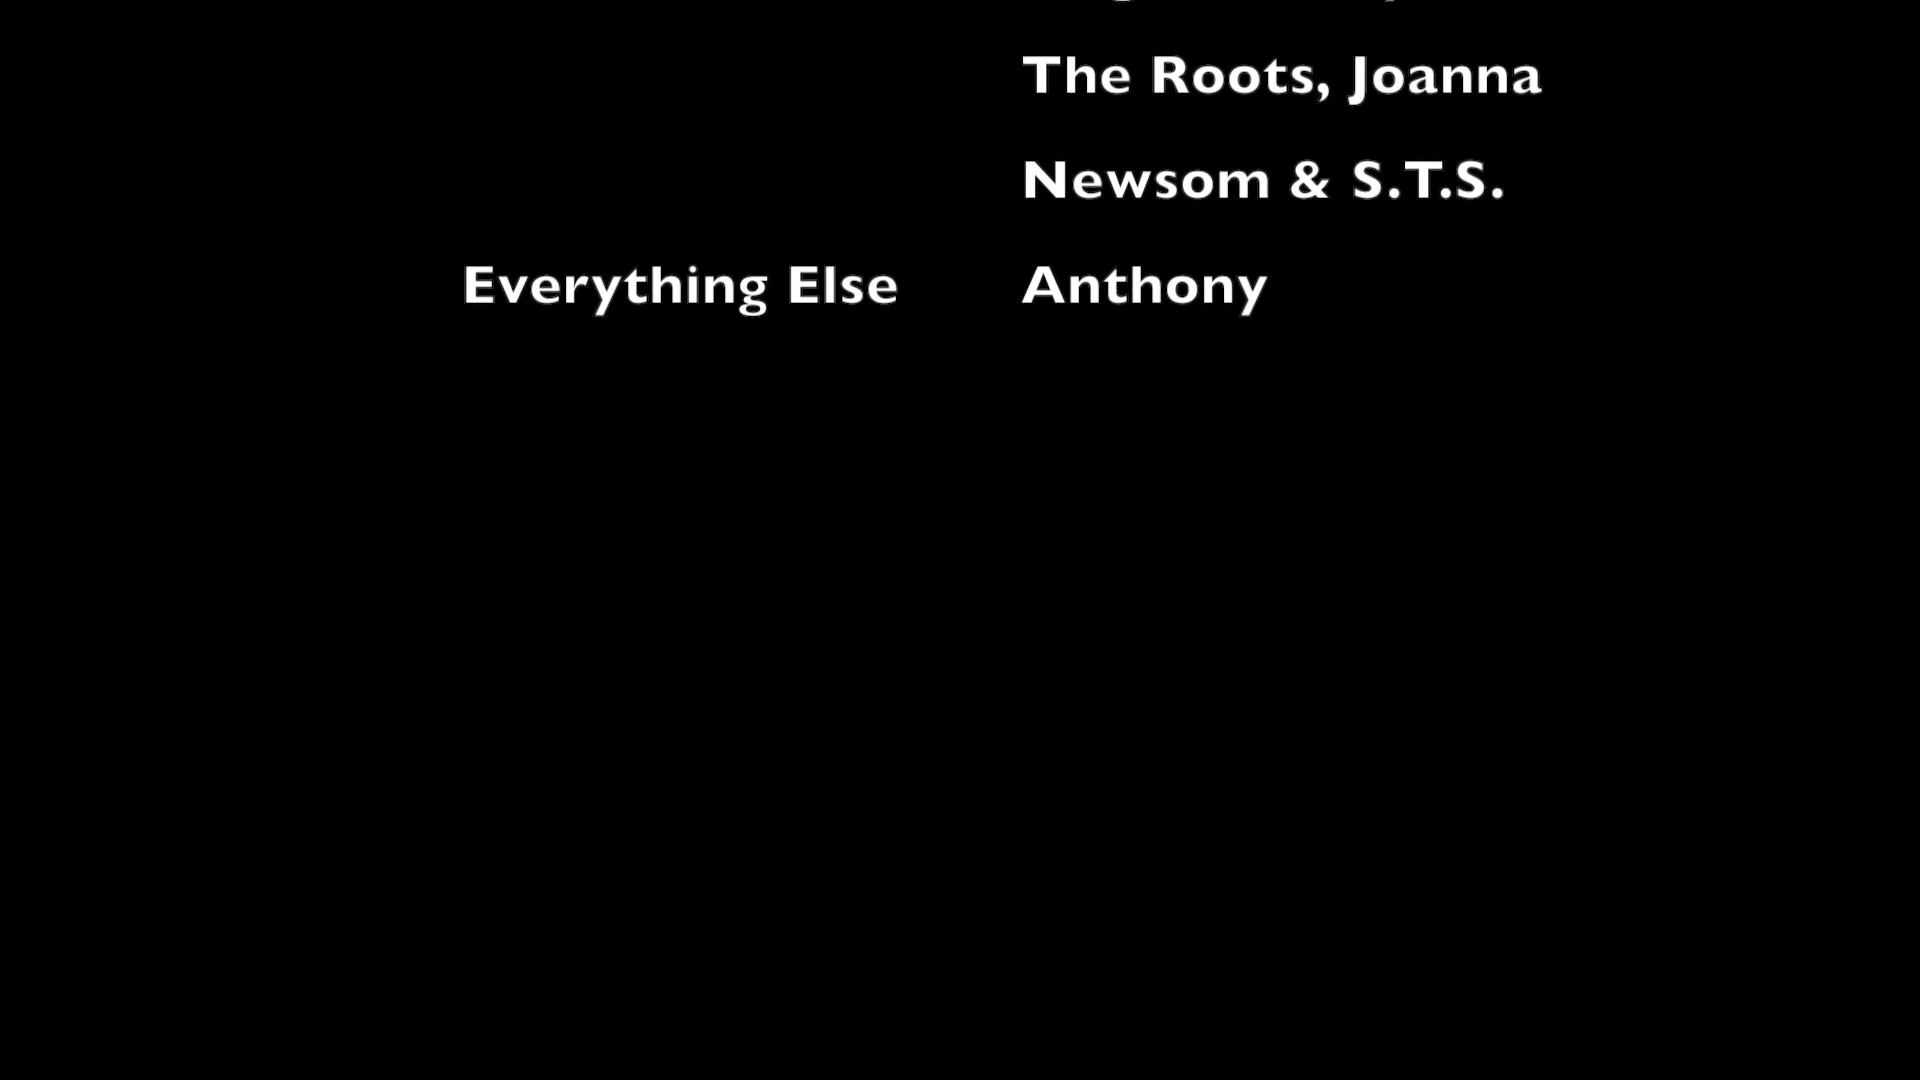 The Roots, Joanna
Newsom & S.T.S.
Everything Else Anthony